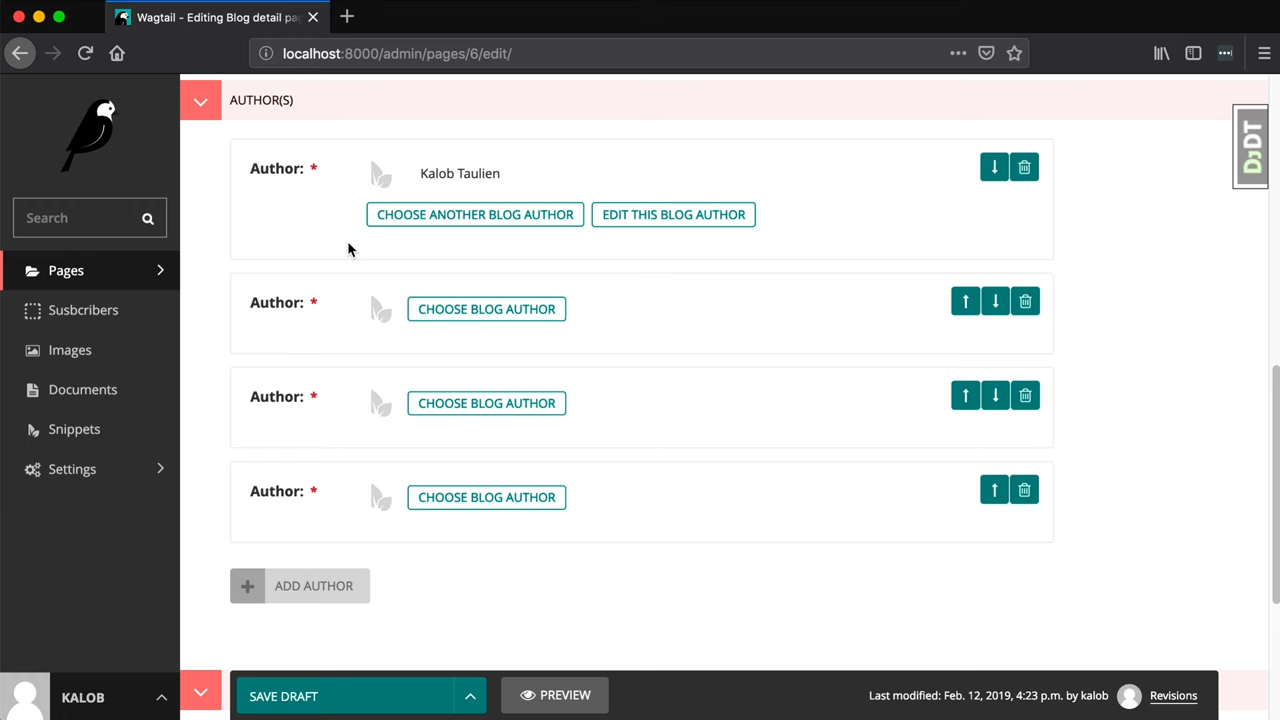 Wagtail - Editing Blog detail pa
localhost:8000/admin/pages/6/edit/
Search
Pages
Susbcribers
Images
Documents
Snippets
Settings
KALOB
AUTHOR(S)
Author: *
Kalob Taulien
CHOOSE ANOTHER BLOG AUTHOR
EDIT THIS BLOG AUTHOR
Author: *
CHOOSE BLOG AUTHOR
Author: *
CHOOSE BLOG AUTHOR
Author: *
CHOOSE BLOG AUTHOR
ADD AUTHOR
SAVE DRAFT
PREVIEW
Last modified: Feb. 12, 2019, 4:23 p.m. by kalob
Revisions
DJDT